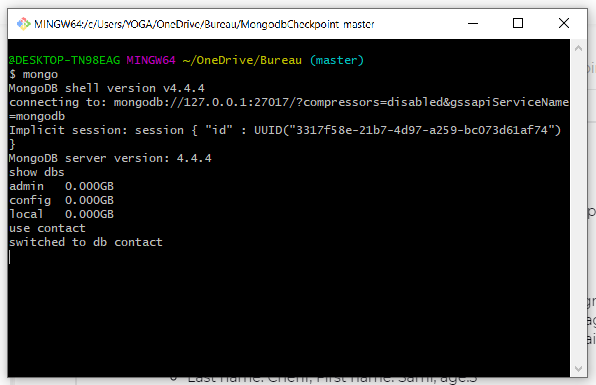 MINGW64:/c/Users/YOGA/OneDrive/Bureau/MongodbCheckpoint-master
@DESKTOP-TN98EAG MINGW64 ~/OneDrive/Bureau (master)
$ mongo
MongoDB shell version v4.4.4
connecting to: mongodb://127.0.0.1:27017/?compressors=disabled&gssapiServiceName
=mongodb
Implicit session: session { "id" : UUID("3317f58e-21b7-4d97-a259-bc073d61af74")
}
MongoDB server version: 4.4.4
show dbs
admin   0.000GB
config  0.000GB
local   0.000GB
use contact
switched to db contact
Last name: Chefi, First name: Sami, age:5